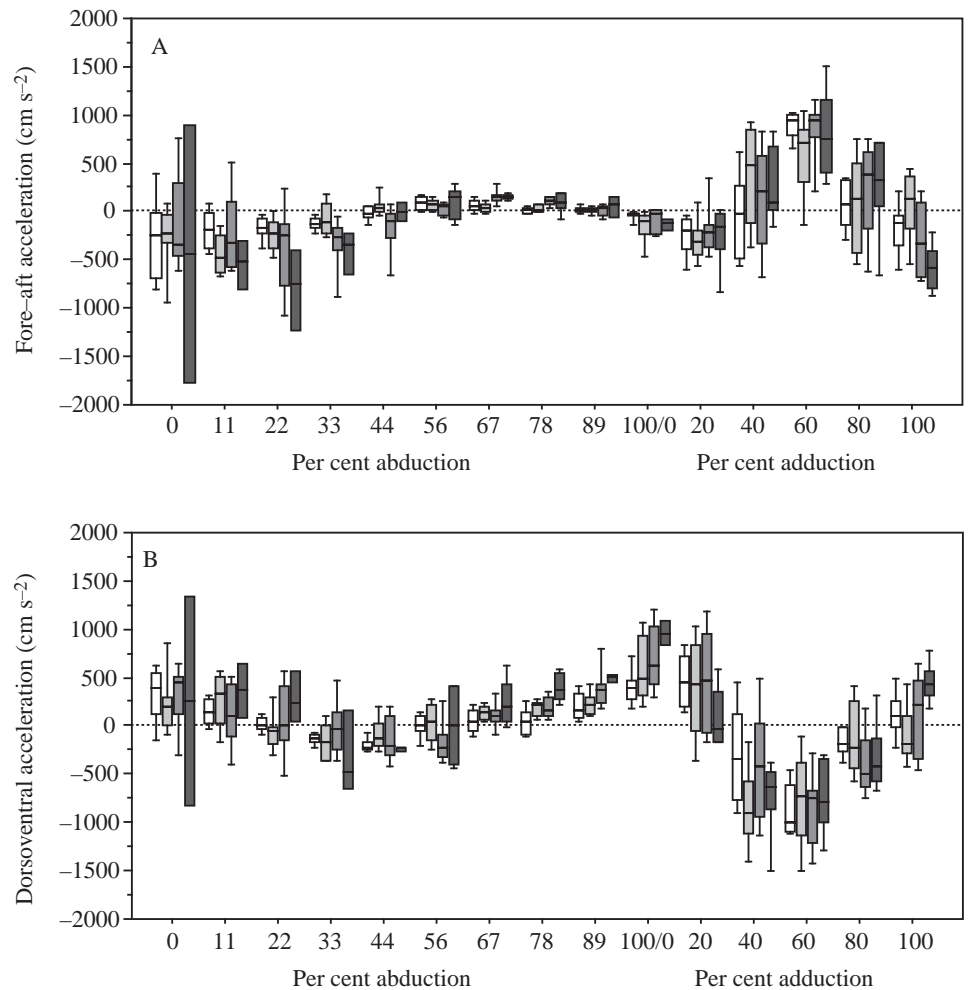 A
Fore–aft acceleration (cm s–2)
2000
1500
1000
500
0
–500
–1000
–1500
–2000
0 11 22 33 44 56 67 78 89 100/0 20 40 60 80 100
Per cent abduction Per cent adduction
B
Dorsoventral acceleration (cm s–2)
2000
1500
1000
500
0
–500
–1000
–1500
–2000
0 11 22 33 44 56 67 78 89 100/0 20 40 60 80 100
Per cent abduction Per cent adduction